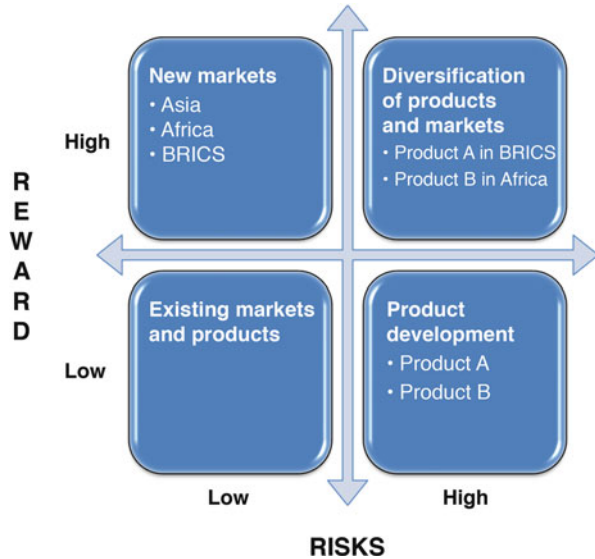 New markets
• Asia
• Africa
• BRICS
Diversification
of products
and markets
• Product A in BRICS
• Product B in Africa
High
R
E
W
A
R
D
Existing markets
and products
Product
development
• Product A
• Product B
Low
Low
High
RISKS